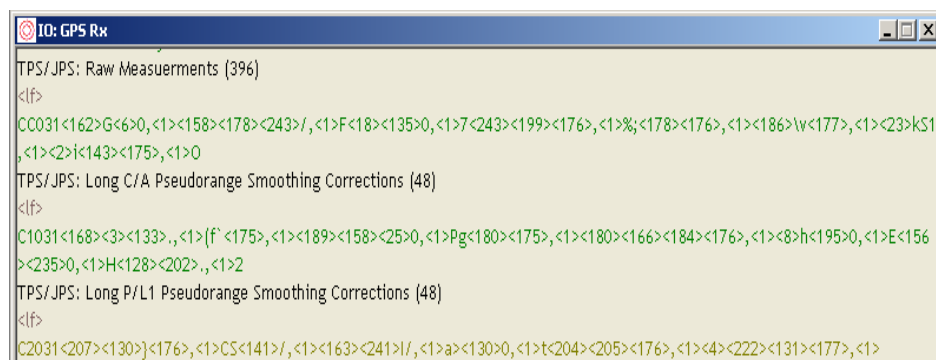 IO: GPS Rx
TPS/JPS: Raw Measuerments (396)
<lf>
CC031<162>G<6>0,<1><158><178><243>/,<1>F<18><135>0,<1>7<243><199><176>,<1>%;<178><176>,<1><186>\v<177>,<1><23>kS1
,<1><2>i<143><175>,<1>0
TPS/JPS: Long C/A Pseudorange Smoothing Corrections (48)
<lf>
C1031<168><3><133>.,<1>(f`<175>,<1><189><158><25>0,<1>Pg<180><175>,<1><180><166><184><176>,<1><8>h<195>0,<1>E<156
><235>0,<1>H<128><202>.,<1>2
TPS/JPS: Long P/L1 Pseudorange Smoothing Corrections (48)
<lf>
C2031<207><130>}<176>,<1>CS<141>/,<1><163><241>I/,<1>a><130>0,<1>t<204><205><176>,<1><4><222><131><177>,<1>